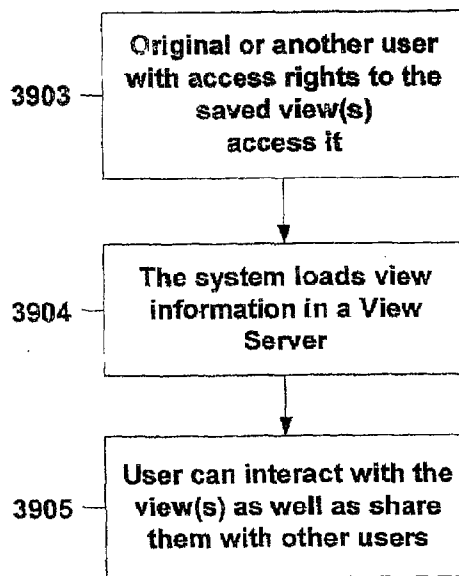 Original or another user
with access rights to the
saved view(s)
access it
3903
The system loads view
information in a View
Server
3904
User can interact with the
view(s) as well as share
them with other users
3905